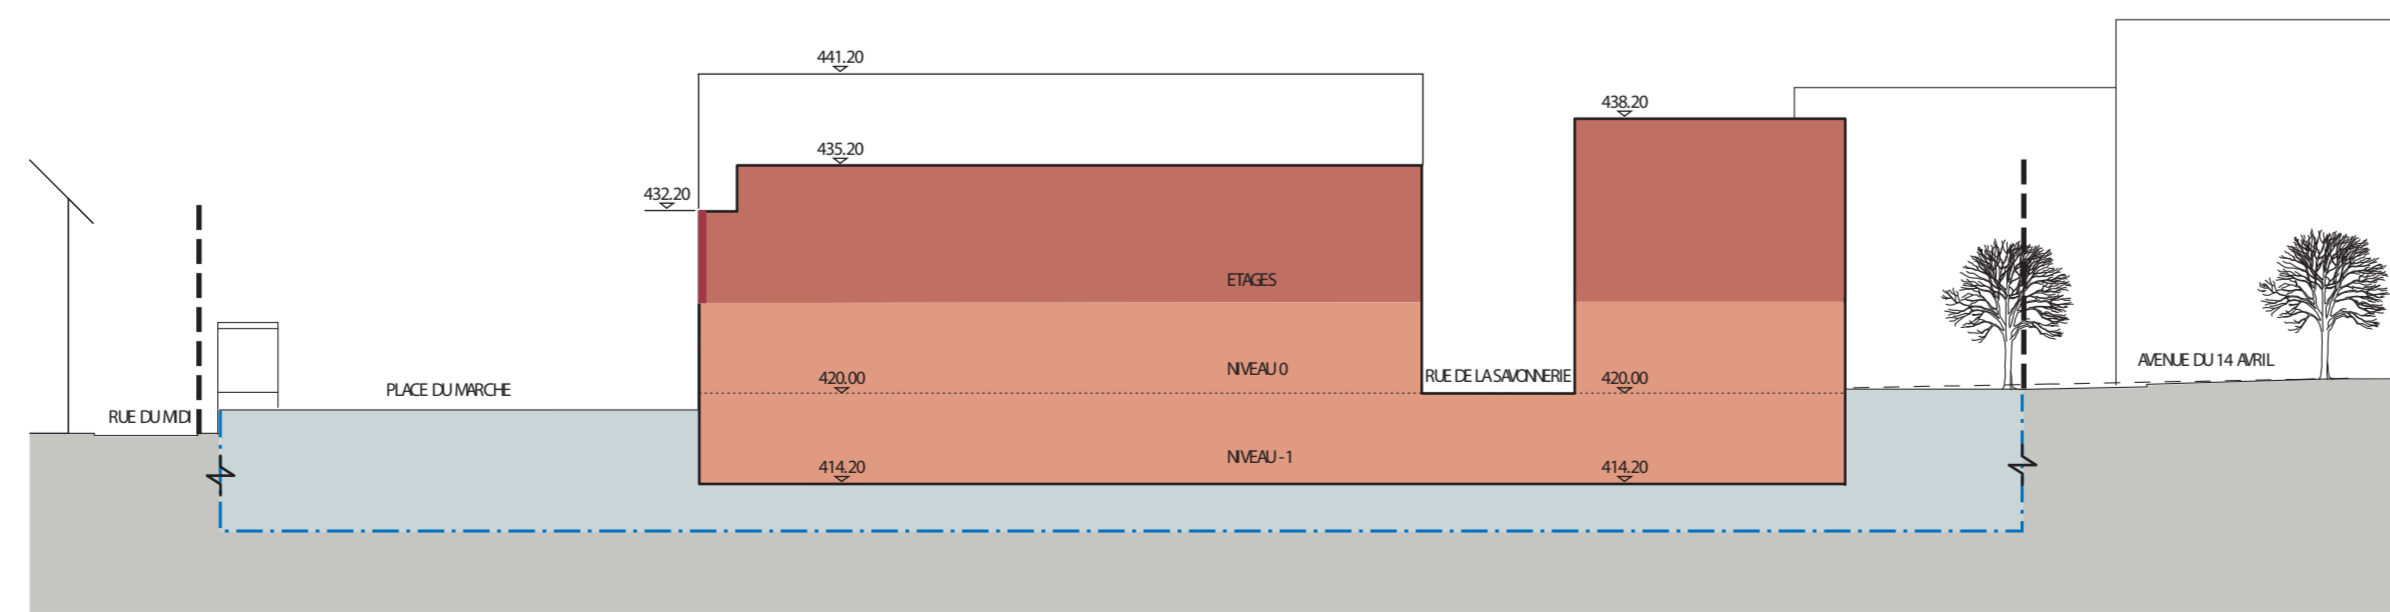 441.20
438.20
435.20
432.20
ETAGES
AVENUE DU 14 AVRIL
NIVEAU 0
RUE DE LA SAVONNERIE
420.00
420.00
PLACE DU MARCHE
RUE DU MIDI
NIVEAU -1
414.20
414.20